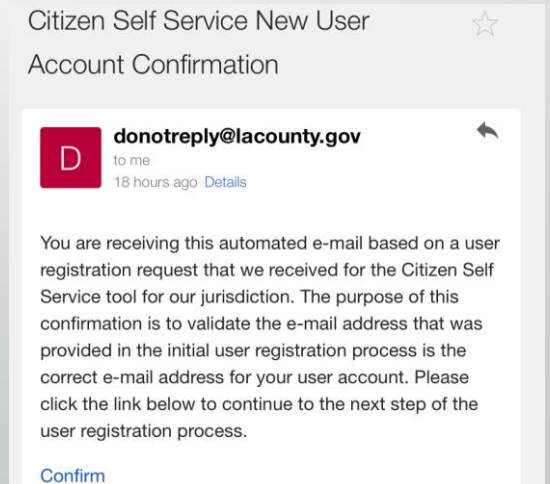 Citizen Self Service New User
Account Confirmation
D
donotreply@lacounty.gov
to me
18 hours ago Details
You are receiving this automated e-mail based on a user
registration request that we received for the Citizen Self
Service tool for our jurisdiction. The purpose of this
confirmation is to validate the e-mail address that was
provided in the initial user registration process is the
correct e-mail address for your user account. Please
click the link below to continue to the next step of the
user registration process.
Confirm